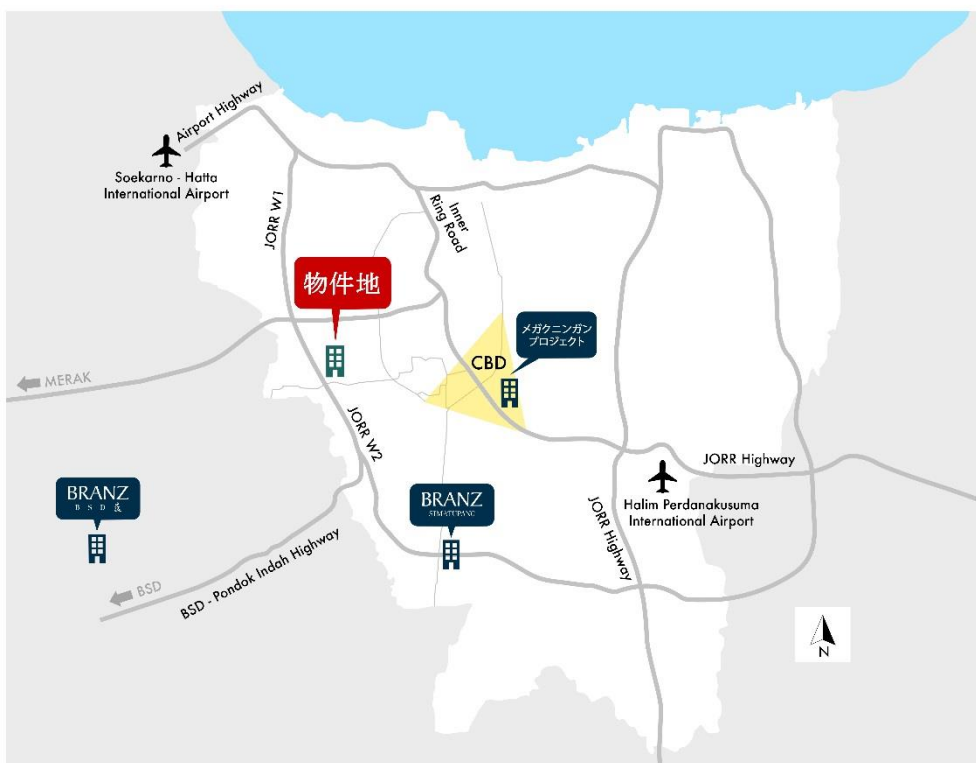 Airport Highway
Soekarno - Hatta
International Airport
JORR W1
Inner
Ring Road
物件地
メガクニンガン
プロジェクト
CBD
MERAK
JORR W2
BRANZ
B S D
BRANZ
SIMATUPANG
JORR Highway
Halim Perdanakusuma
International Airport
JORR Highway
BSD
BSD - Pondok Indah Highway
N